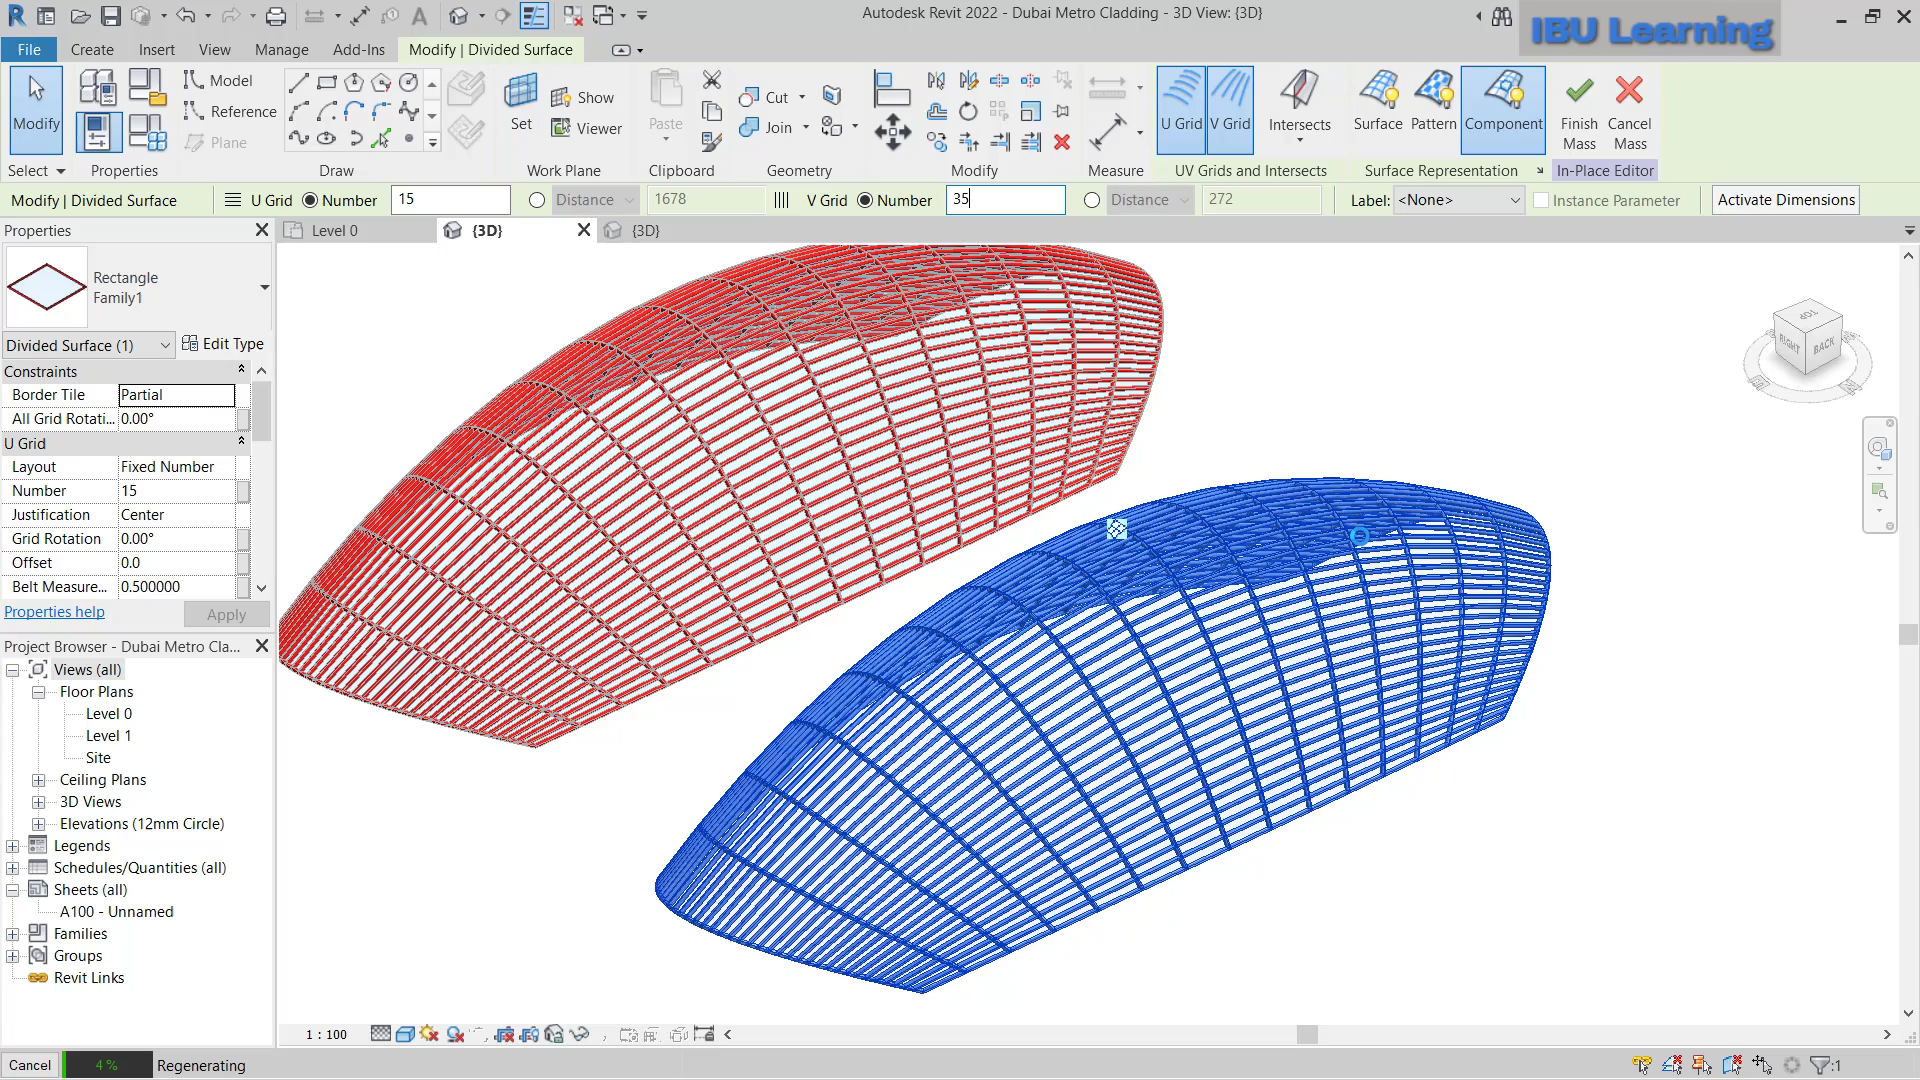 Autodesk Revit 2022 - Dubai Metro Cladding - 3D View: {3D}
IBU Learning
File
Create
Insert
View
Manage
Add-Ins
Modify | Divided Surface
Modify
Select
Properties
Model
Reference
Plane
Draw
Set
Show
Viewer
Work Plane
Paste
Clipboard
Cut
Join
Geometry
Modify
Measure
U Grid
V Grid
Intersects
UV Grids and Intersects
Surface
Pattern
Component
Surface Representation
Finish
Mass
Cancel
Mass
In-Place Editor
Modify | Divided Surface
U Grid
Number
15
Distance
1678
V Grid
Number
35
Distance
272
Label:
<None>
Instance Parameter
Activate Dimensions
Properties
Level 0
{3D}
{3D}
Rectangle
Family1
Divided Surface (1)
Edit Type
Constraints
Border Tile
Partial
All Grid Rotati...
0.00°
U Grid
Layout
Fixed Number
Number
15
Justification
Center
Grid Rotation
0.00°
Offset
0.0
Belt Measure...
0.500000
Properties help
Apply
Project Browser - Dubai Metro Cla...
Views (all)
Floor Plans
Level 0
Level 1
Site
Ceiling Plans
3D Views
Elevations (12mm Circle)
Legends
Schedules/Quantities (all)
Sheets (all)
A100 - Unnamed
Families
Groups
Revit Links
TOP
RIGHT
BACK
1 : 100
Cancel
4 %
Regenerating
:1